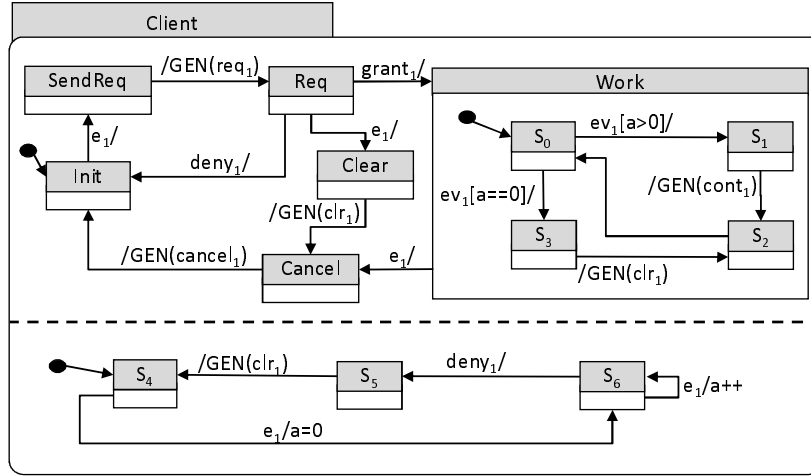 Client
SendReq
/GEN(req₁)
Req
grant₁/
Work
e₁/
e₁/
S₀
ev₁[a>0]/
S₁
Init
deny₁/
Clear
/GEN(clr₁)
ev₁[a==0]/
/GEN(cont₁)
S₃
S₂
/GEN(cancel₁)
Cancel
e₁/
/GEN(clr₁)
S₄
/GEN(clr₁)
S₅
deny₁/
S₆
e₁/a++
e₁/a=0